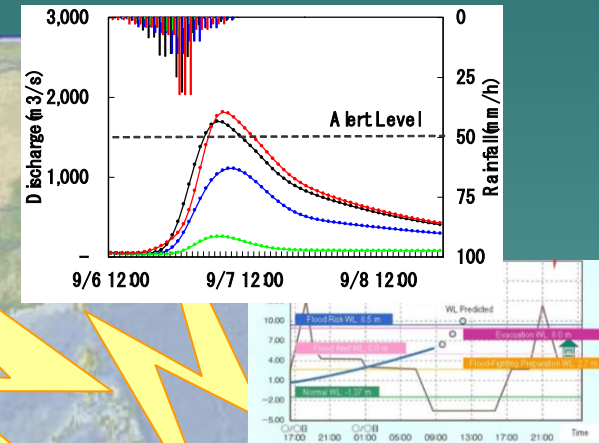 3,000
2,000
1,000
–
Discharge (m3/s)
0
25
50
75
100
Rainfall (mm/h)
Alert Level
9/6 12:00
9/7 12:00
9/8 12:00
WL Predicted
10.00
7.00
4.00
1.00
-2.00
-5.00
Flood Risk WL: 8.5 m
Evacuation WL: 8.0 m
Normal WL: -1.37 m
17:00 21:00 01:00 05:00 09:00 13:00 17:00 21:00
Time